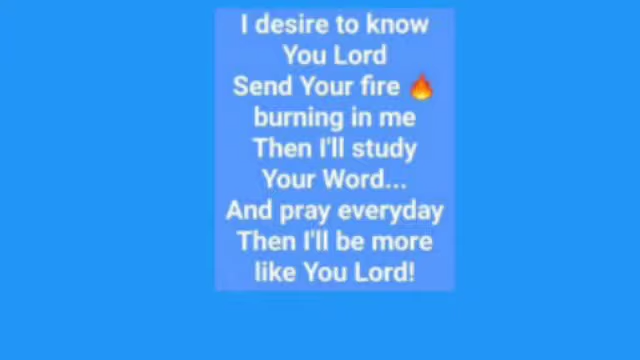 I desire to know
You Lord
Send Your fire 🔥
burning in me
Then I'll study
Your Word...
And pray everyday
Then I'll be more
like You Lord!